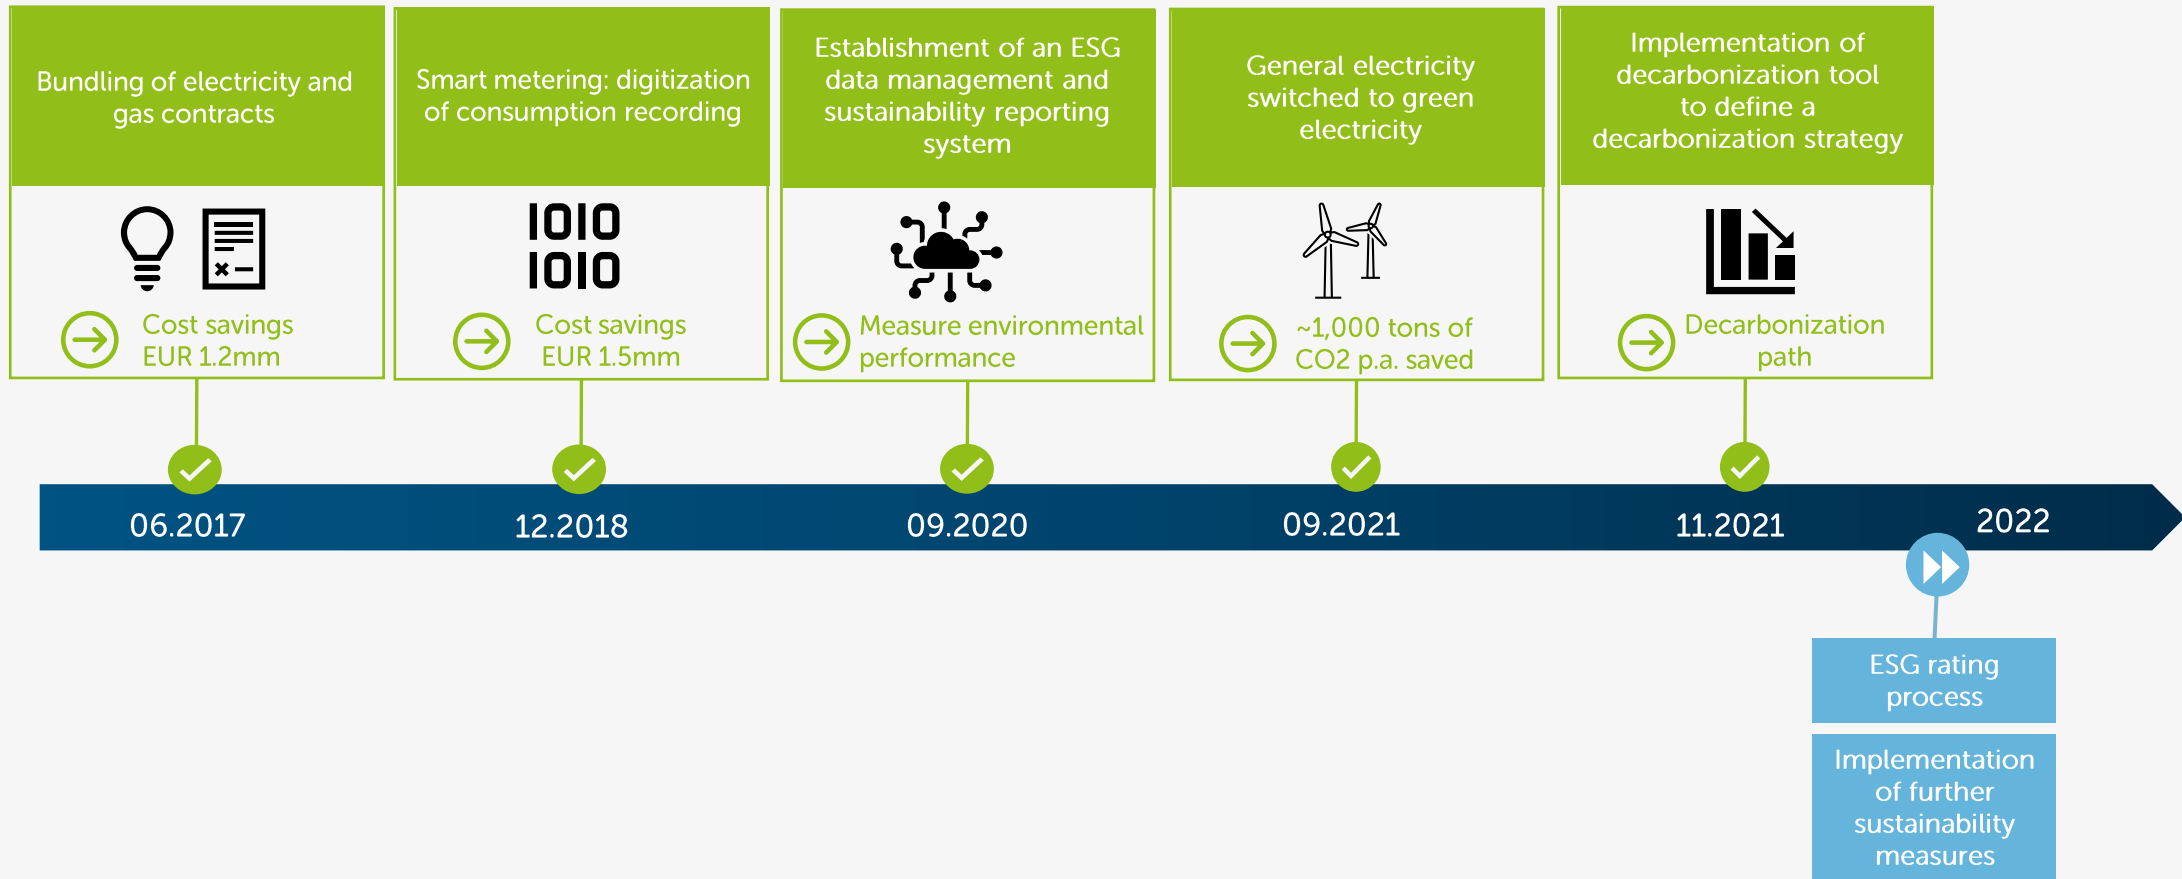 Bundling of electricity and
gas contracts
Cost savings
EUR 1.2mm
Smart metering: digitization
of consumption recording
1010
1010
Cost savings
EUR 1.5mm
Establishment of an ESG
data management and
sustainability reporting
system
Measure environmental
performance
General electricity
switched to green
electricity
~1,000 tons of
CO2 p.a. saved
Implementation of
decarbonization tool
to define a
decarbonization strategy
Decarbonization
path
06.2017
12.2018
09.2020
09.2021
11.2021
2022
ESG rating
process
Implementation
of further
sustainability
measures